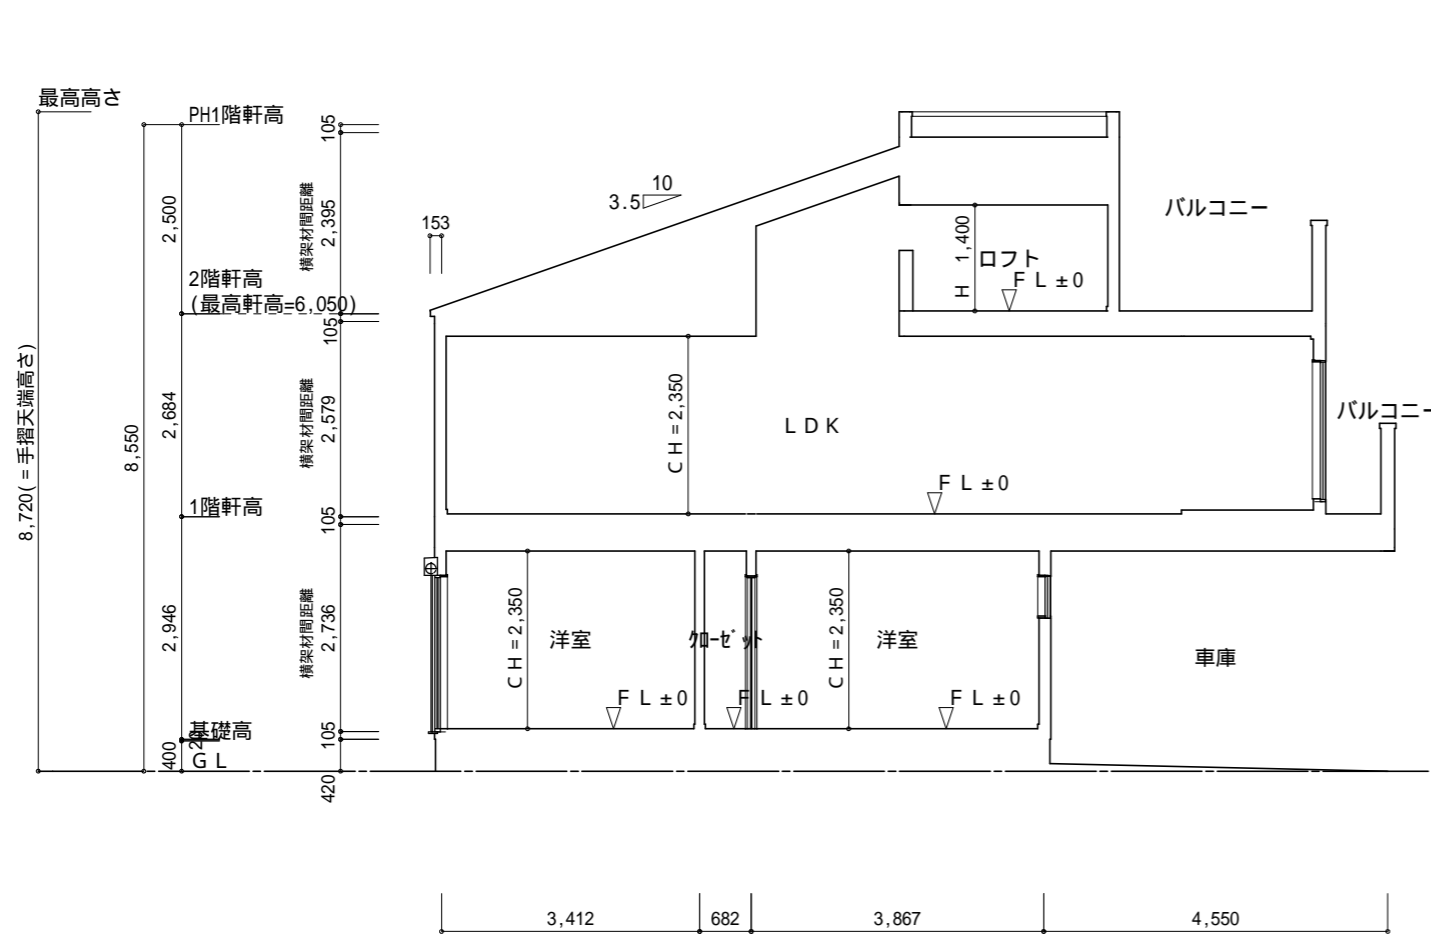 最高高さ
PH1階軒高
105
10
3.5
横架材間距離
2,395
2,500
バルコニー
153
H 1,400
ロフト
FL±0
2階軒高
(最高軒高=6,050)
105
8,720(=手摺天端高さ)
8,550
2,684
横架材間距離
2,579
CH=2,350
LDK
バルコニー
FL±0
1階軒高
105
2,946
横架材間距離
2,736
CH=2,350
洋室
クローゼット
CH=2,350
洋室
車庫
FL±0
FL±0
FL±0
基礎高
105
400
GL
420
3,412
682
3,867
4,550